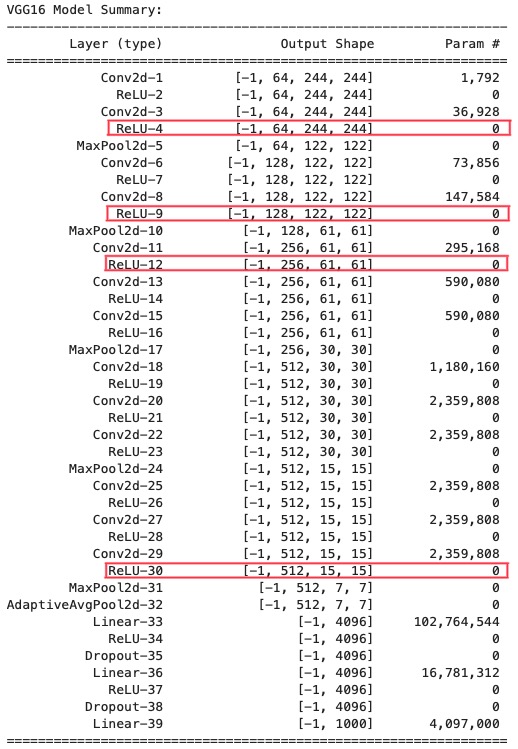 VGG16 Model Summary:
----------------------------------------------------------------
Layer (type) Output Shape Param #
================================================================
Conv2d-1 [-1, 64, 244, 244] 1,792
ReLU-2 [-1, 64, 244, 244] 0
Conv2d-3 [-1, 64, 244, 244] 36,928
ReLU-4 [-1, 64, 244, 244] 0
MaxPool2d-5 [-1, 64, 122, 122] 0
Conv2d-6 [-1, 128, 122, 122] 73,856
ReLU-7 [-1, 128, 122, 122] 0
Conv2d-8 [-1, 128, 122, 122] 147,584
ReLU-9 [-1, 128, 122, 122] 0
MaxPool2d-10 [-1, 128, 61, 61] 0
Conv2d-11 [-1, 256, 61, 61] 295,168
ReLU-12 [-1, 256, 61, 61] 0
Conv2d-13 [-1, 256, 61, 61] 590,080
ReLU-14 [-1, 256, 61, 61] 0
Conv2d-15 [-1, 256, 61, 61] 590,080
ReLU-16 [-1, 256, 61, 61] 0
MaxPool2d-17 [-1, 256, 30, 30] 0
Conv2d-18 [-1, 512, 30, 30] 1,180,160
ReLU-19 [-1, 512, 30, 30] 0
Conv2d-20 [-1, 512, 30, 30] 2,359,808
ReLU-21 [-1, 512, 30, 30] 0
Conv2d-22 [-1, 512, 30, 30] 2,359,808
ReLU-23 [-1, 512, 30, 30] 0
MaxPool2d-24 [-1, 512, 15, 15] 0
Conv2d-25 [-1, 512, 15, 15] 2,359,808
ReLU-26 [-1, 512, 15, 15] 0
Conv2d-27 [-1, 512, 15, 15] 2,359,808
ReLU-28 [-1, 512, 15, 15] 0
Conv2d-29 [-1, 512, 15, 15] 2,359,808
ReLU-30 [-1, 512, 15, 15] 0
MaxPool2d-31 [-1, 512, 7, 7] 0
AdaptiveAvgPool2d-32 [-1, 512, 7, 7] 0
Linear-33 [-1, 4096] 102,764,544
ReLU-34 [-1, 4096] 0
Dropout-35 [-1, 4096] 0
Linear-36 [-1, 4096] 16,781,312
ReLU-37 [-1, 4096] 0
Dropout-38 [-1, 4096] 0
Linear-39 [-1, 1000] 4,097,000
================================================================